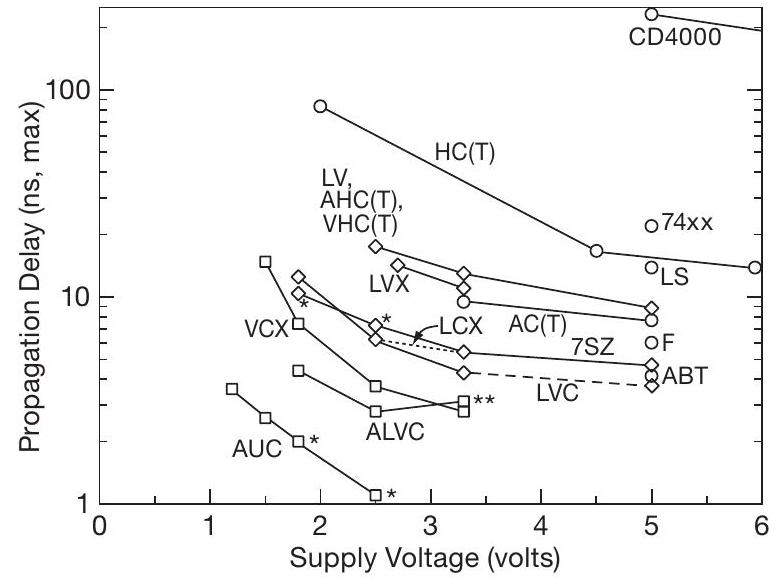 CD4000
100
HC(T)
LV,
AHC(T),
VHC(T)
74xx
LVX
LS
10
*
*
LCX
AC(T)
VCX
7SZ
F
ABT
LVC
**
ALVC
AUC
*
*
1
0
1
2
3
4
5
6
Supply Voltage (volts)
Propagation Delay (ns, max)